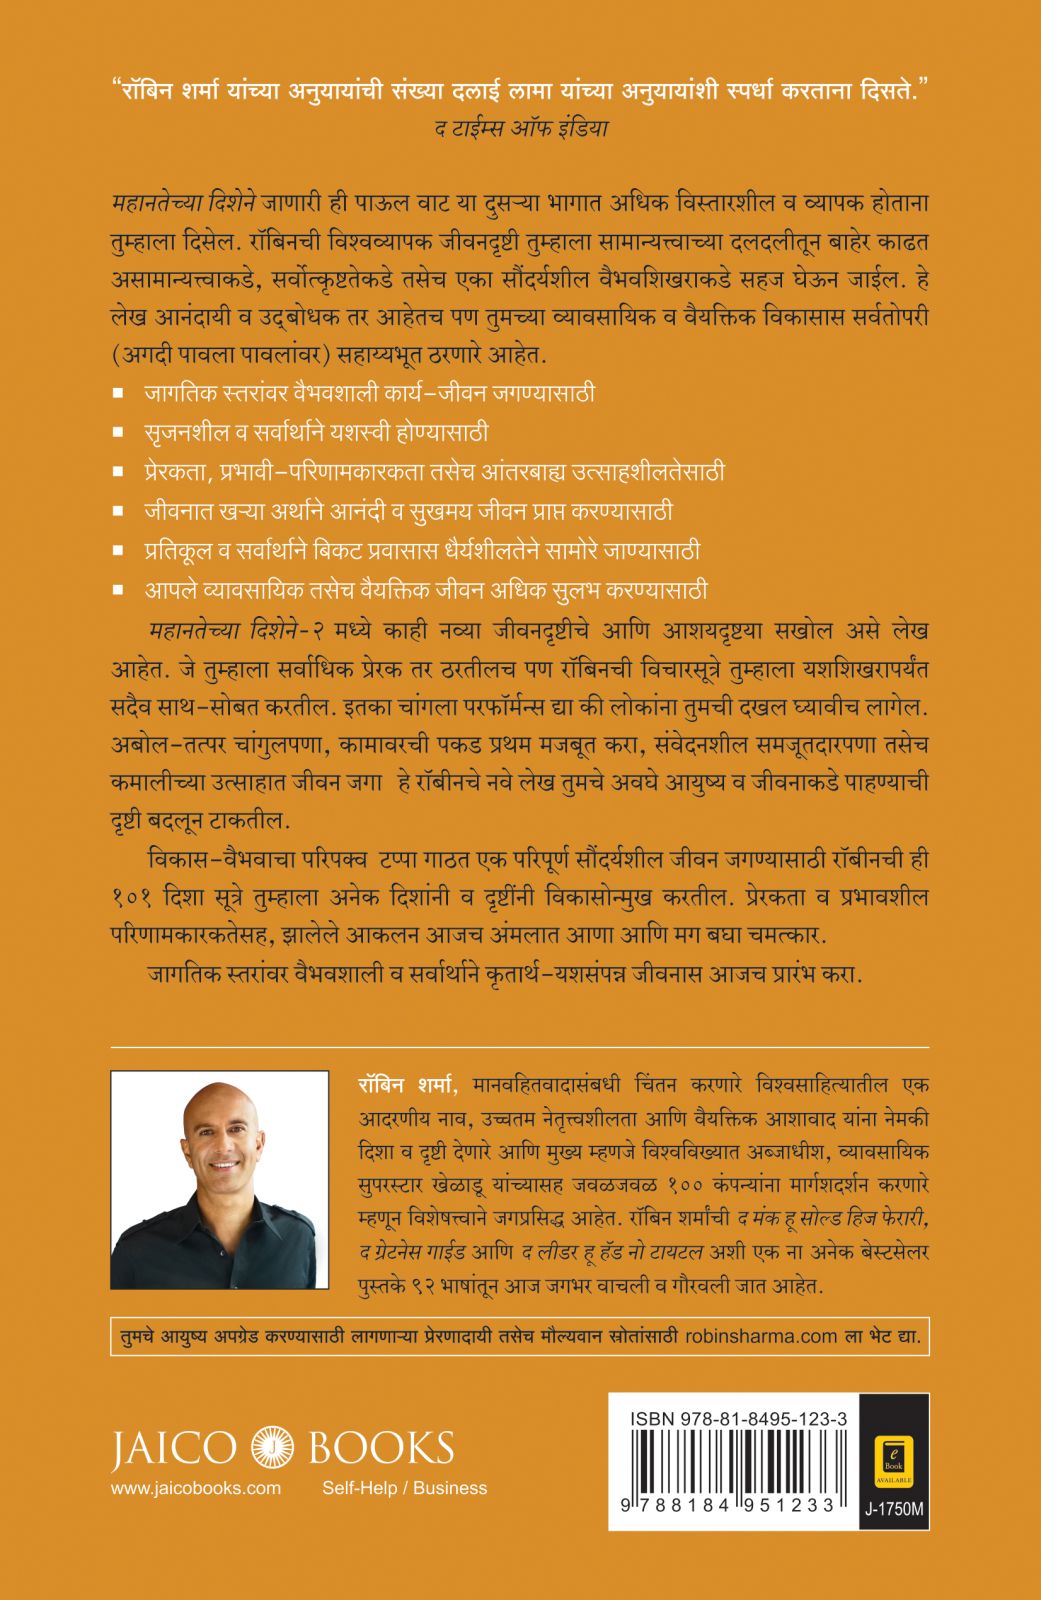 “रॉबिन शर्मा यांच्या अनुयायांची संख्या दलाई लामा यांच्या अनुयायांशी स्पर्धा करताना दिसते.”
द टाईम्स ऑफ इंडिया
महानतेच्या दिशेने जाणारी ही पाऊल वाट या दुसऱ्या भागात अधिक विस्तारशील व व्यापक होताना
तुम्हाला दिसेल. रॉबिनची विश्वव्यापक जीवनदृष्टी तुम्हाला सामान्यत्त्वाच्या दलदलीतून बाहेर काढत
असामान्यत्त्वाकडे, सर्वोत्कृष्टतेकडे तसेच एका सौंदर्यशील वैभवशिखराकडे सहज घेऊन जाईल. हे
लेख आनंदायी व उद्‌बोधक तर आहेतच पण तुमच्या व्यावसायिक व वैयक्तिक विकासास सर्वतोपरी
(अगदी पावला पावलांवर) सहाय्यभूत ठरणारे आहेत.
▪ जागतिक स्तरांवर वैभवशाली कार्य–जीवन जगण्यासाठी
▪ सृजनशील व सर्वार्थाने यशस्वी होण्यासाठी
▪ प्रेरकता, प्रभावी–परिणामकारकता तसेच आंतरबाह्य उत्साहशीलतेसाठी
▪ जीवनात खऱ्या अर्थाने आनंदी व सुखमय जीवन प्राप्त करण्यासाठी
▪ प्रतिकूल व सर्वार्थाने बिकट प्रवासास धैर्यशीलतेने सामोरे जाण्यासाठी
▪ आपले व्यावसायिक तसेच वैयक्तिक जीवन अधिक सुलभ करण्यासाठी
महानतेच्या दिशेने-२ मध्ये काही नव्या जीवनदृष्टीचे आणि आशयदृष्टया सखोल असे लेख
आहेत. जे तुम्हाला सर्वाधिक प्रेरक तर ठरतीलच पण रॉबिनची विचारसूत्रे तुम्हाला यशशिखरापर्यंत
सदैव साथ–सोबत करतील. इतका चांगला परफॉर्मन्स द्या की लोकांना तुमची दखल घ्यावीच लागेल.
अबोल–तत्पर चांगुलपणा, कामावरची पकड प्रथम मजबूत करा, संवेदनशील समजूतदारपणा तसेच
कमालीच्या उत्साहात जीवन जगा हे रॉबीनचे नवे लेख तुमचे अवघे आयुष्य व जीवनाकडे पाहण्याची
दृष्टी बदलून टाकतील.
विकास–वैभवाचा परिपक्व टप्पा गाठत एक परिपूर्ण सौंदर्यशील जीवन जगण्यासाठी रॉबीनची ही
१०१ दिशा सूत्रे तुम्हाला अनेक दिशांनी व दृष्टींनी विकासोन्मुख करतील. प्रेरकता व प्रभावशील
परिणामकारकतेसह, झालेले आकलन आजच अंमलात आणा आणि मग बघा चमत्कार.
जागतिक स्तरांवर वैभवशाली व सर्वार्थाने कृतार्थ–यशसंपन्न जीवनास आजच प्रारंभ करा.
रॉबिन शर्मा, मानवहितवादासंबधी चिंतन करणारे विश्वसाहित्यातील एक
आदरणीय नाव, उच्चतम नेतृत्त्वशीलता आणि वैयक्तिक आशावाद यांना नेमकी
दिशा व दृष्टी देणारे आणि मुख्य म्हणजे विश्वविख्यात अब्जाधीश, व्यावसायिक
सुपरस्टार खेळाडू यांच्यासह जवळजवळ १०० कंपन्यांना मार्गशदर्शन करणारे
म्हणून विशेषत्त्वाने जगप्रसिद्ध आहेत. रॉबिन शर्मांची द मंक हू सोल्ड हिज फेरारी,
द ग्रेटनेस गाईड आणि द लीडर हू हॅड नो टायटल अशी एक ना अनेक बेस्टसेलर
पुस्तके ९२ भाषांतून आज जगभर वाचली व गौरवली जात आहेत.
तुमचे आयुष्य अपग्रेड करण्यासाठी लागणाऱ्या प्रेरणादायी तसेच मौल्यवान स्रोतांसाठी robinsharma.com ला भेट द्या.
JAICO J BOOKS
www.jaicobooks.com Self-Help / Business
ISBN 978-81-8495-123-3
9 788184 951233
e
Book
AVAILABLE
J-1750M